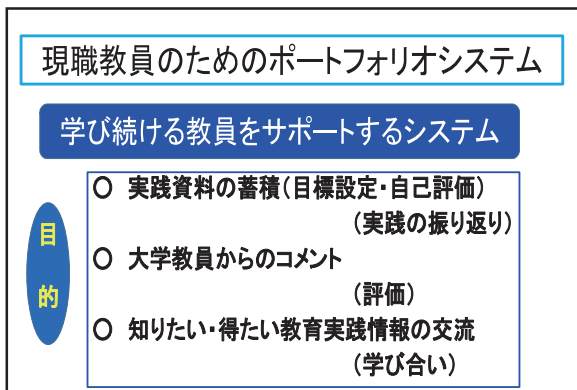 現職教員のためのポートフォリオシステム
学び続ける教員をサポートするシステム
目的
○ 実践資料の蓄積(目標設定・自己評価)
(実践の振り返り)
○ 大学教員からのコメント
(評価)
○ 知りたい・得たい教育実践情報の交流
(学び合い)